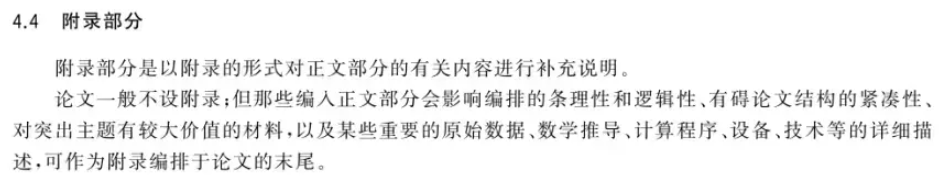 4.4 附录部分
附录部分是以附录的形式对正文部分的有关内容进行补充说明。
论文一般不设附录;但那些编入正文部分会影响编排的条理性和逻辑性、有碍论文结构的紧凑性、
对突出主题有较大价值的材料,以及某些重要的原始数据、数学推导、计算程序、设备、技术等的详细描
述,可作为附录编排于论文的末尾。